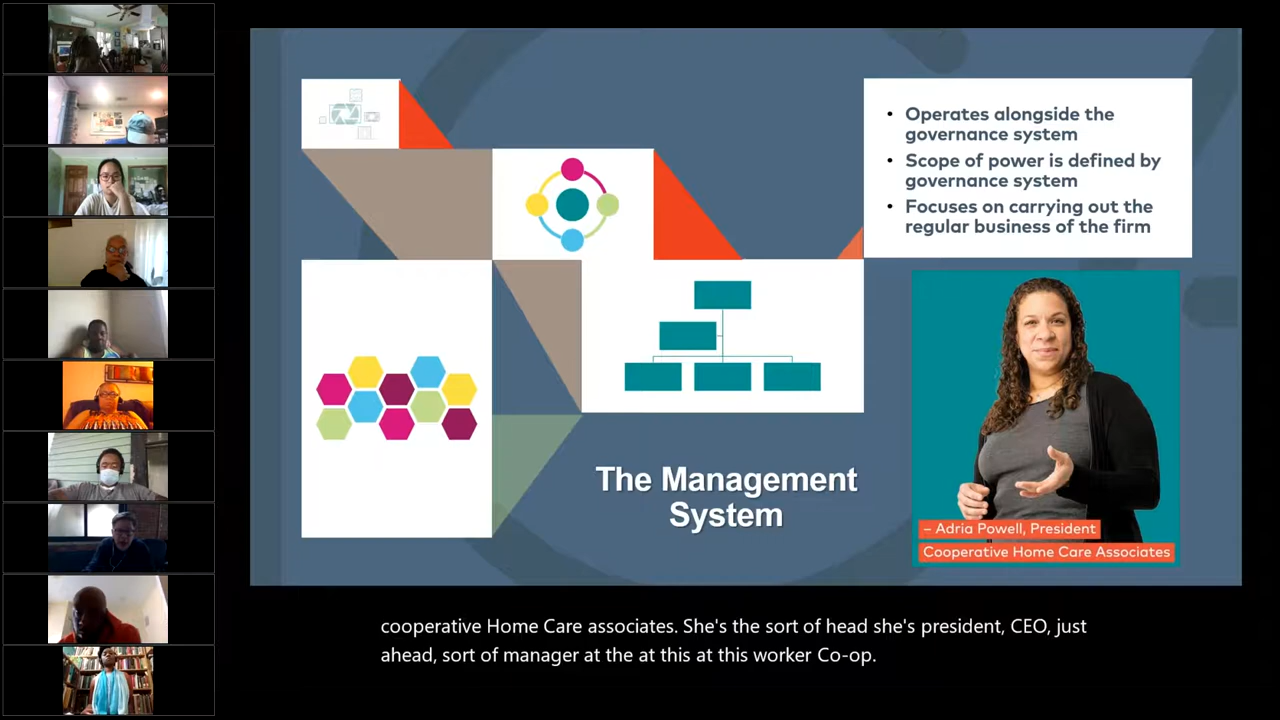 Operates alongside the
governance system
Scope of power is defined by
governance system
Focuses on carrying out the
regular business of the firm
The Management
System
– Adria Powell, President
Cooperative Home Care Associates
cooperative Home Care associates. She's the sort of head she's president, CEO, just
ahead, sort of manager at the at this at this worker Co-op.